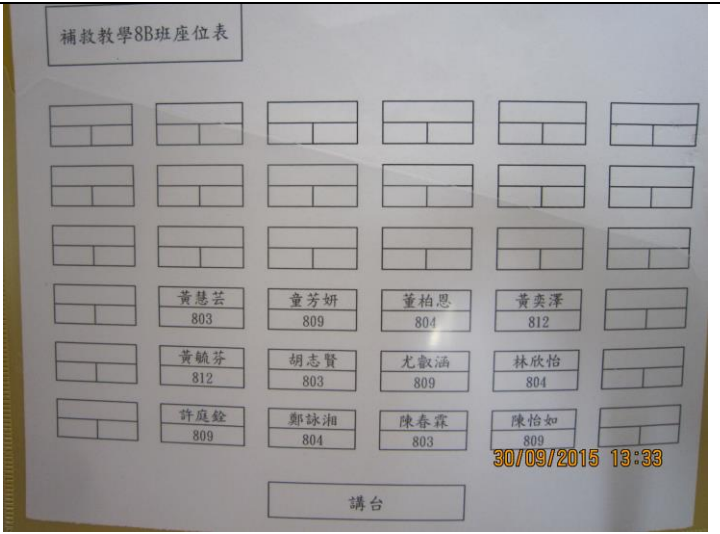 補救教學8B班座位表
黃慧芸 童芳妍 董柏恩 黃奕澤
803 809 804 812
黃毓芬 胡志賢 尤叡涵 林欣怡
812 803 809 804
許庭銓 鄭詠湘 陳春霖 陳怡如
809 804 803 809
30/09/2015 13:33
講台